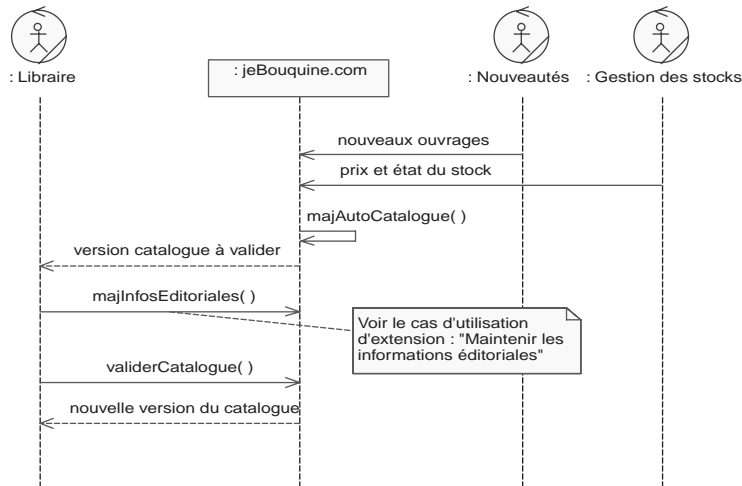 : Libraire
: jeBouquine.com
: Nouveautés
: Gestion des stocks
nouveaux ouvrages
prix et état du stock
majAutoCatalogue( )
version catalogue à valider
majInfosEditoriales( )
Voir le cas d'utilisation
d'extension : "Maintenir les
informations éditoriales"
validerCatalogue( )
nouvelle version du catalogue